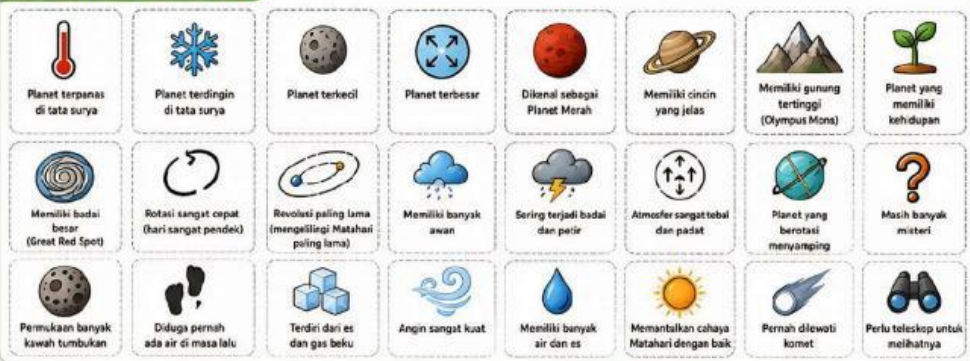 Planet terpanas
di tata surya
Planet terdingin
di tata surya
Planet terkecil
Planet terbesar
Dikenal sebagai
Planet Merah
Memiliki cincin
yang jelas
Memiliki gunung
tertinggi
(Olympus Mons)
Planet yang
memiliki
kehidupan
Memiliki badai
besar
(Great Red Spot)
Rotasi sangat cepat
(hari sangat pendek)
Revolusi paling lama
(mengelilingi Matahari
paling lama)
Memiliki banyak
awan
Sering terjadi badai
dan petir
Atmosfer sangat tebal
dan padat
Planet yang
berotasi
menyamping
Masih banyak
misteri
Permukaan banyak
kawah tumbukan
Diduga pernah
ada air di masa lalu
Terdiri dari es
dan gas beku
Angin sangat kuat
Memiliki banyak
air dan es
Memantulkan cahaya
Matahari dengan baik
Pernah dilewati
komet
Perlu teleskop untuk
melihatnya